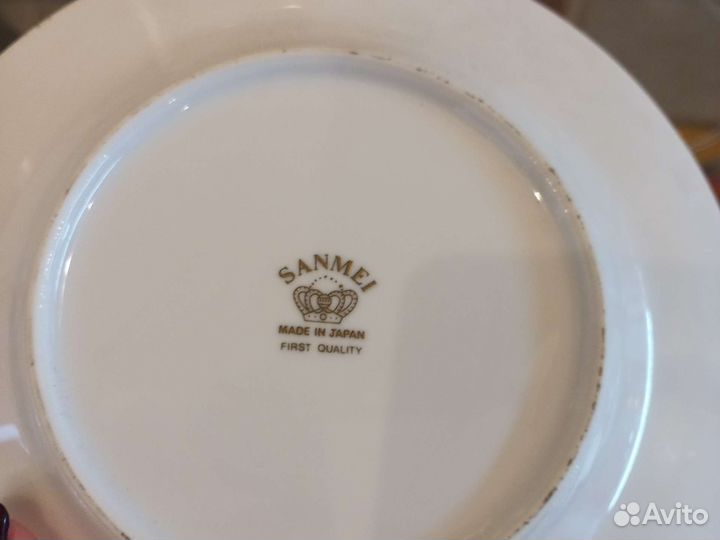 SANMEI
MADE IN JAPAN
FIRST QUALITY
Avito